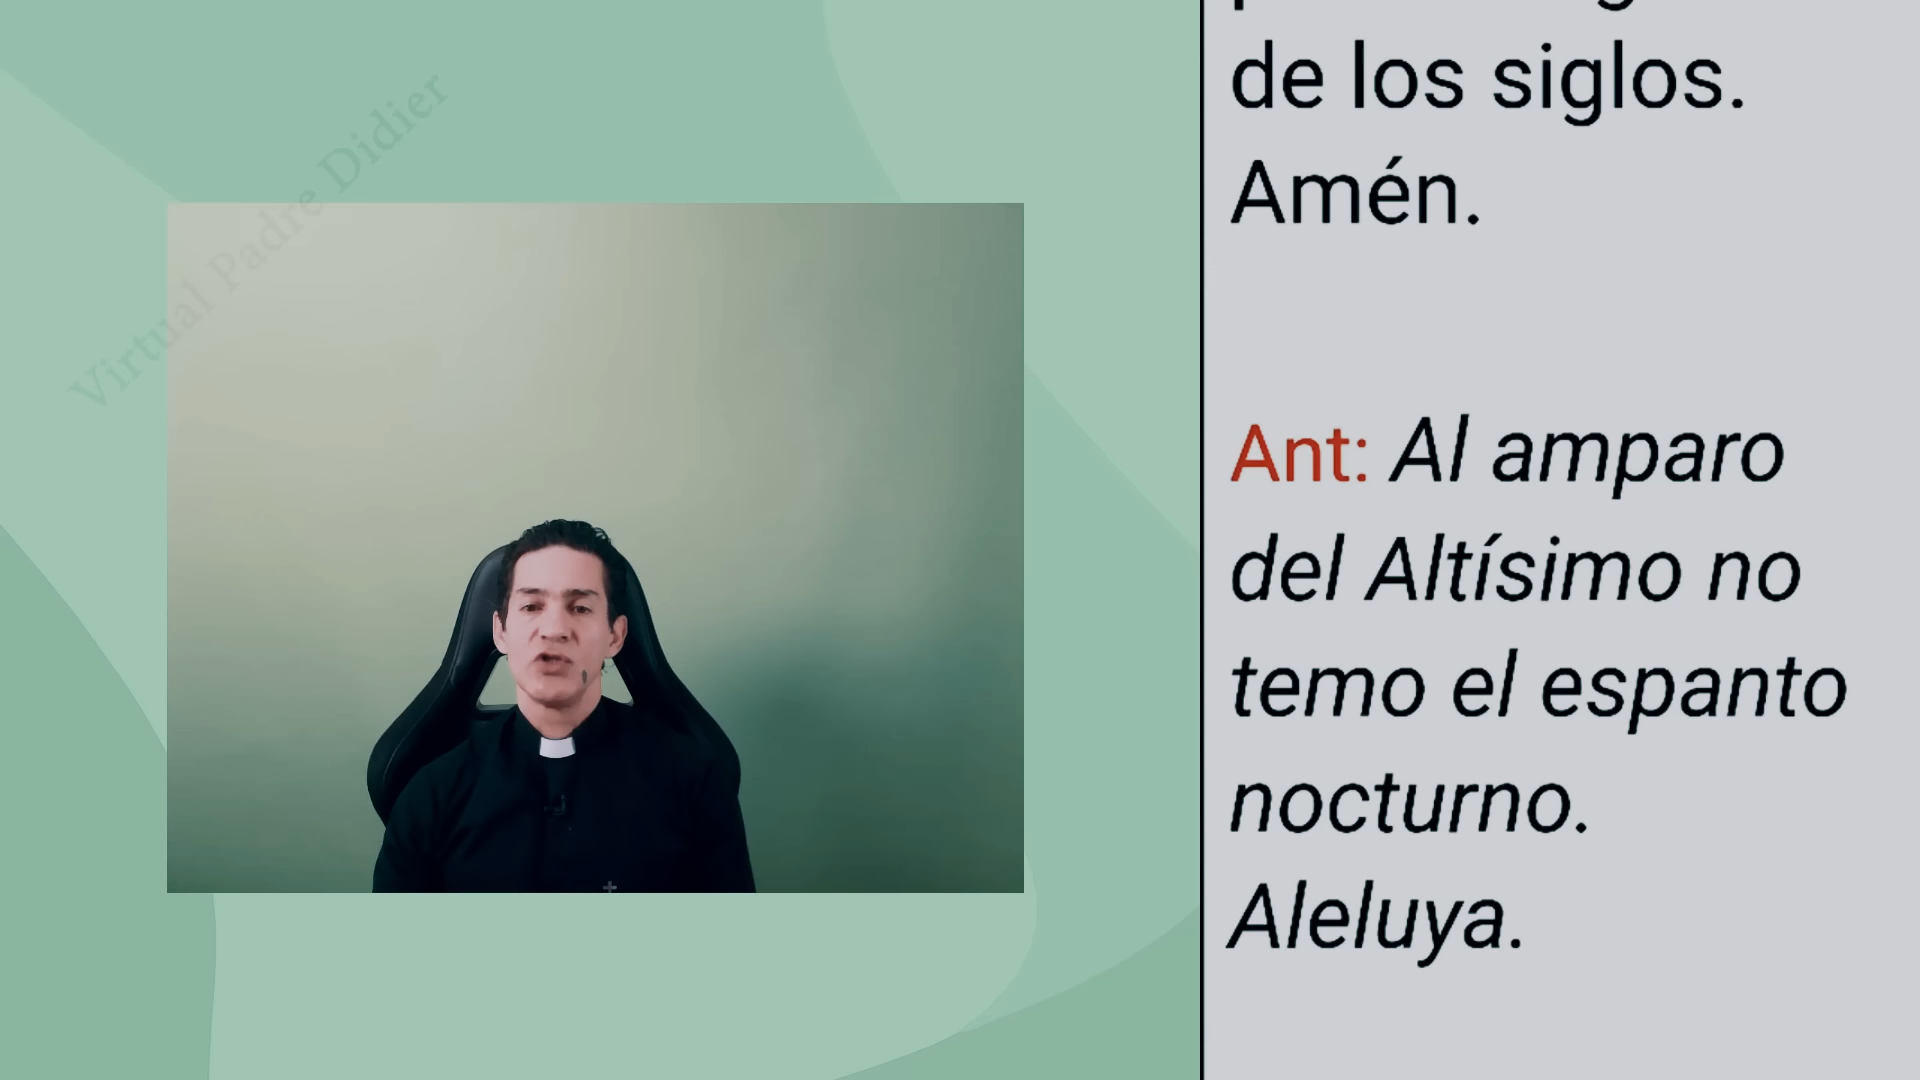 de los siglos.
Amén.
Ant: Al amparo
del Altísimo no
temo el espanto
nocturno.
Aleluya.
Virtual Padre Didier